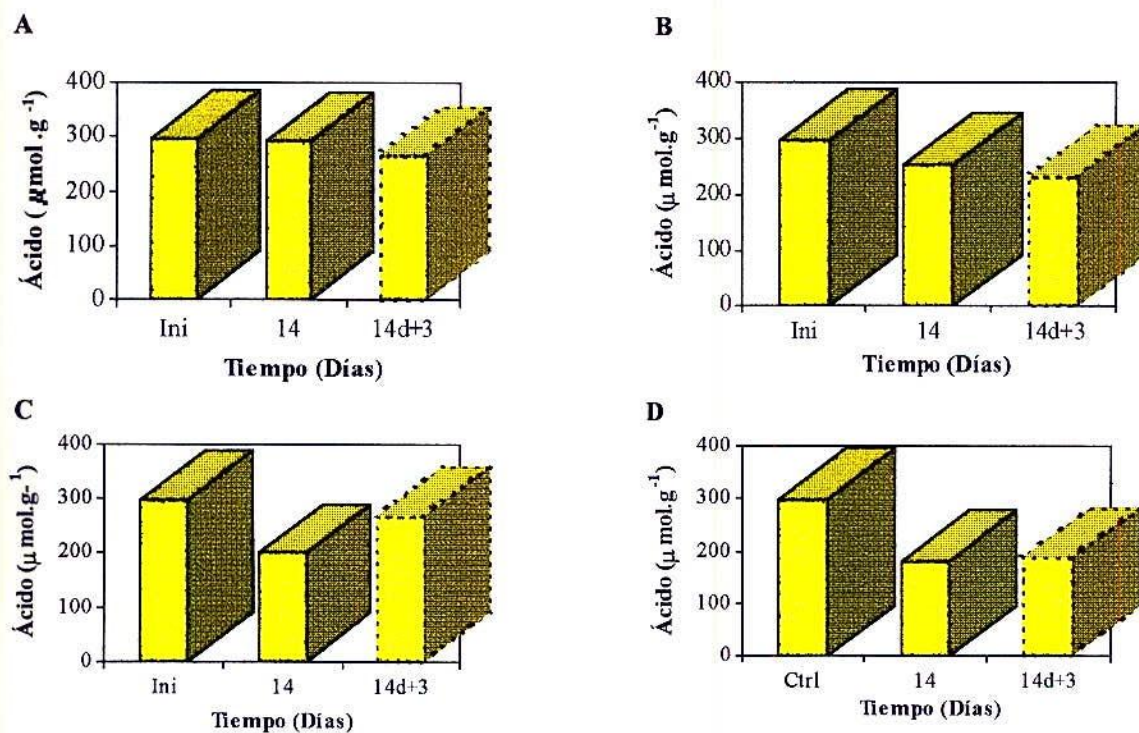 A
Ácido ( µmol .g -1)
400
300
200
100
0
Ini 14 14d+3
Tiempo (Días)
B
Ácido (µ mol.g-1)
400
300
200
100
0
Ini 14 14d+3
Tiempo (Días)
C
Ácido (µ mol.g- 1)
400
300
200
100
0
Ini 14 14d+3
Tiempo (Días)
D
Ácido (µ mol.g-1)
400
300
200
100
0
Ctrl 14 14d+3
Tiempo (Días)